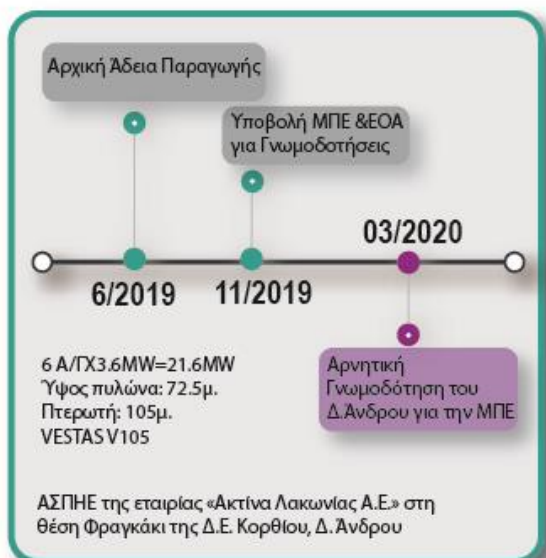 Αρχική Άδεια Παραγωγής
Υποβολή ΜΠΕ &ΕΟΑ
για Γνωμοδοτήσεις
03/2020
6/2019
11/2019
6 Α/ΓΧ3.6MW=21.6MW
Ύψος πυλώνα: 72.5μ.
Πτερωτή: 105μ.
VESTAS V105
Αρνητική
Γνωμοδότηση του
Δ.Άνδρου για την ΜΠΕ
ΑΣΠΗΕ της εταιρίας «Ακτίνα Λακωνίας Α.Ε.» στη
θέση Φραγκάκι της Δ.Ε. Κορθίου, Δ. Άνδρου